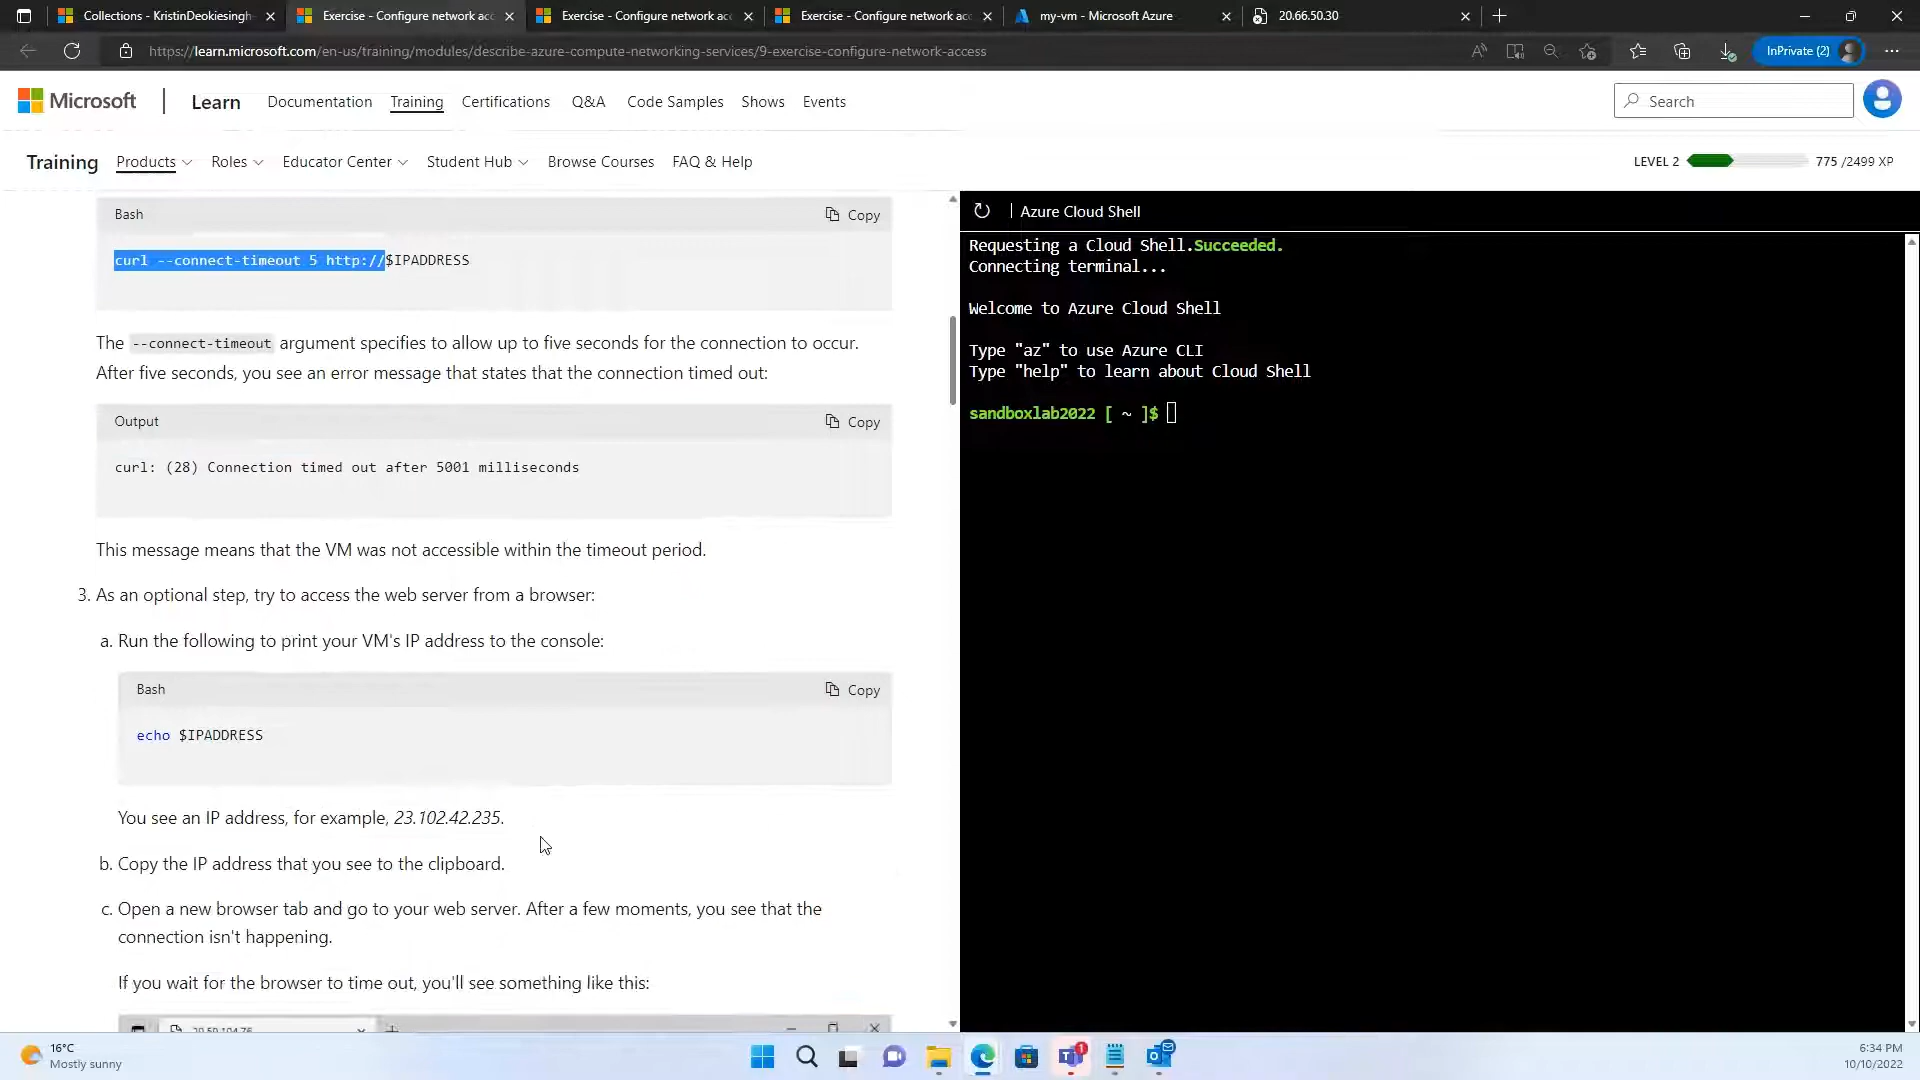 Collections - KristinDeokiesingh
Exercise - Configure network acc
Exercise - Configure network acc
Exercise - Configure network acc
my-vm - Microsoft Azure
20.66.50.30
https://learn.microsoft.com/en-us/training/modules/describe-azure-compute-networking-services/9-exercise-configure-network-access
InPrivate (2)
Microsoft
Learn
Documentation
Training
Certifications
Q&A
Code Samples
Shows
Events
Search
Training
Products
Roles
Educator Center
Student Hub
Browse Courses
FAQ & Help
LEVEL 2
775 /2499 XP
Bash
Copy
curl --connect-timeout 5 http://$IPADDRESS
The --connect-timeout argument specifies to allow up to five seconds for the connection to occur.
After five seconds, you see an error message that states that the connection timed out:
Output
Copy
curl: (28) Connection timed out after 5001 milliseconds
This message means that the VM was not accessible within the timeout period.
3. As an optional step, try to access the web server from a browser:
a. Run the following to print your VM's IP address to the console:
Bash
Copy
echo $IPADDRESS
You see an IP address, for example, 23.102.42.235.
b. Copy the IP address that you see to the clipboard.
c. Open a new browser tab and go to your web server. After a few moments, you see that the
connection isn't happening.
If you wait for the browser to time out, you'll see something like this:
Azure Cloud Shell
Requesting a Cloud Shell.Succeeded.
Connecting terminal...
Welcome to Azure Cloud Shell
Type "az" to use Azure CLI
Type "help" to learn about Cloud Shell
sandboxlab2022 [ ~ ]$
16°C
Mostly sunny
1
6:34 PM
10/10/2022